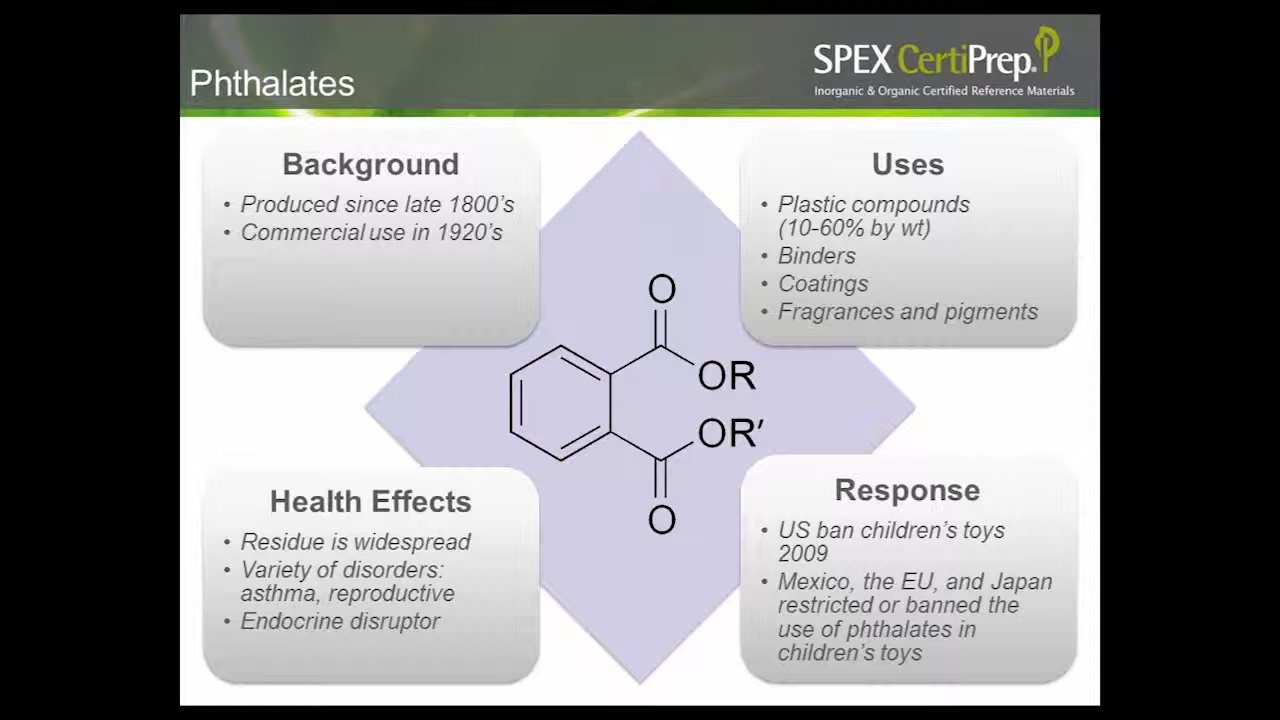 Phthalates
SPEX CertiPrep.
Inorganic & Organic Certified Reference Materials
Background
• Produced since late 1800's
• Commercial use in 1920's
Uses
• Plastic compounds
(10-60% by wt)
• Binders
• Coatings
• Fragrances and pigments
O
OR
OR′
O
Health Effects
• Residue is widespread
• Variety of disorders:
asthma, reproductive
• Endocrine disruptor
Response
• US ban children's toys
2009
• Mexico, the EU, and Japan
restricted or banned the
use of phthalates in
children's toys